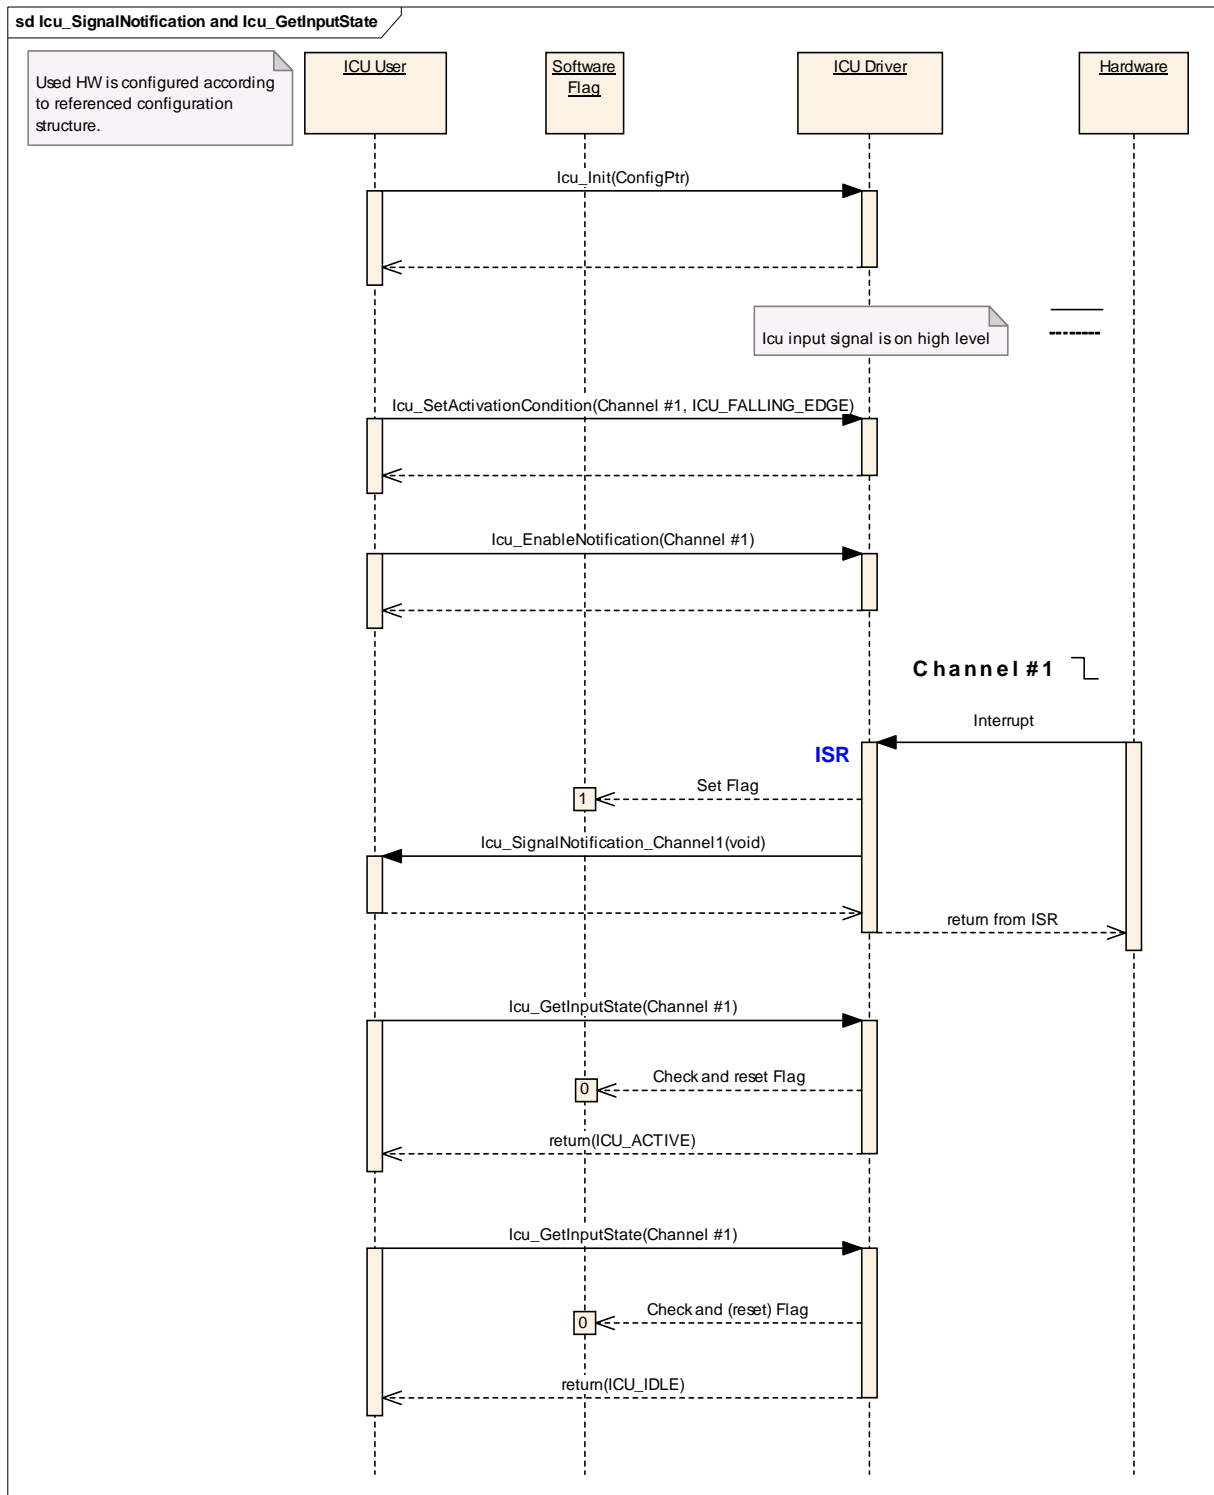 sd Icu_SignalNotification and Icu_GetInputState
Used HW is configured according
to referenced configuration
structure.
ICU User
Software
Flag
ICU Driver
Hardware
Icu_Init(ConfigPtr)
Icu input signal is on high level
Icu_SetActivationCondition(Channel #1, ICU_FALLING_EDGE)
Icu_EnableNotification(Channel #1)
Channel #1
Interrupt
ISR
Set Flag
1
Icu_SignalNotification_Channel1(void)
return from ISR
Icu_GetInputState(Channel #1)
Check and reset Flag
0
return(ICU_ACTIVE)
Icu_GetInputState(Channel #1)
Check and (reset) Flag
0
return(ICU_IDLE)